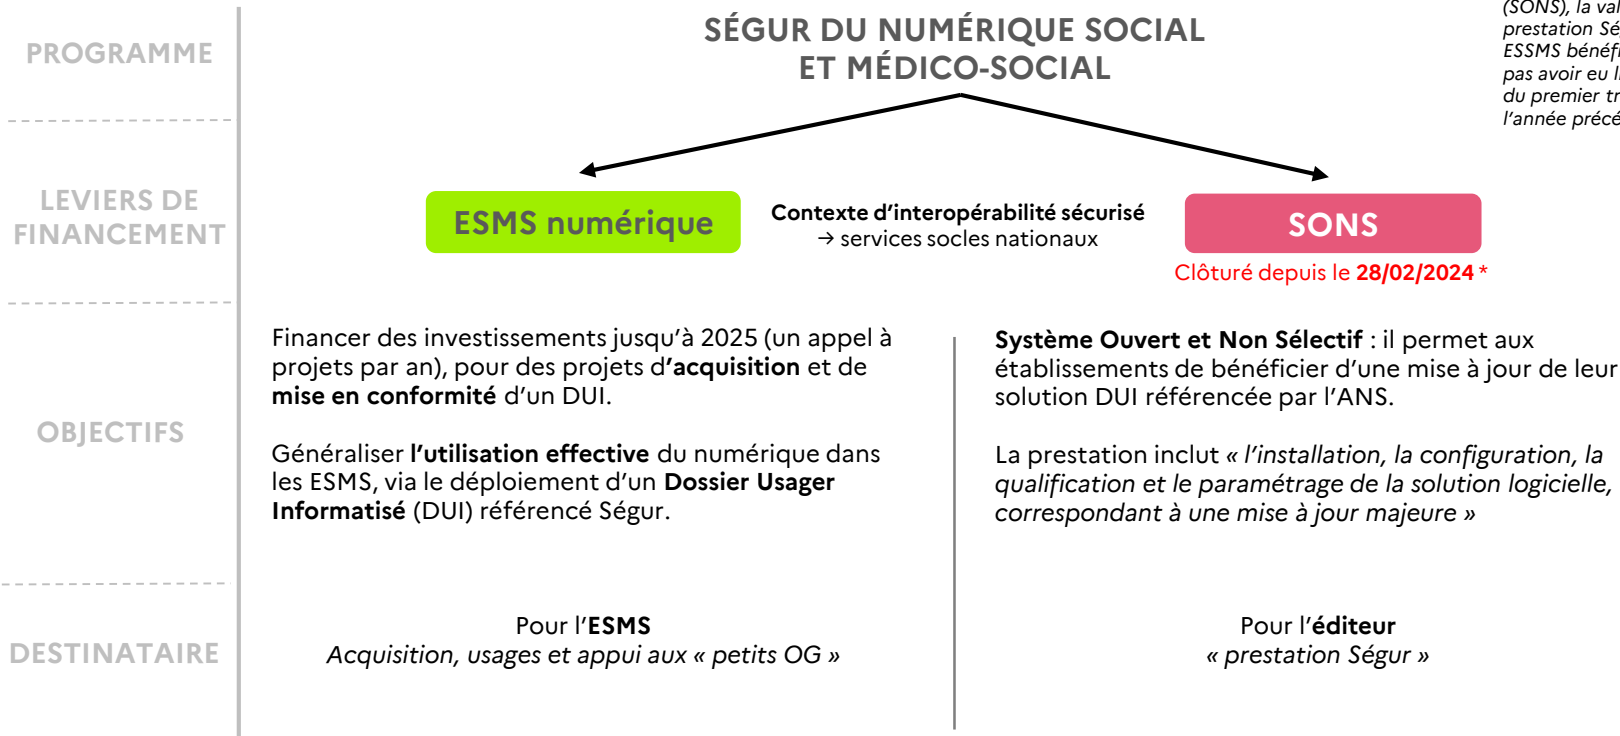 PROGRAMME
SÉGUR DU NUMÉRIQUE SOCIAL
ET MÉDICO-SOCIAL
(SONS), la
prestation
ESSMS
pas avoir eu
du premier
l'année
LEVIERS DE
FINANCEMENT
ESMS numérique
Contexte d'interopérabilité sécurisé
→ services socles nationaux
SONS
Clôturé depuis le 28/02/2024 *
OBJECTIFS
Financer des investissements jusqu'à 2025 (un appel à
projets par an), pour des projets d'acquisition et de
mise en conformité d'un DUI.
Généraliser l'utilisation effective du numérique dans
les ESMS, via le déploiement d'un Dossier Usager
Informatisé (DUI) référencé Ségur.
Système Ouvert et Non Sélectif : il permet aux
établissements de bénéficier d'une mise à jour de leur
solution DUI référencée par l'ANS.
La prestation inclut « l'installation, la configuration, la
qualification et le paramétrage de la solution logicielle,
correspondant à une mise à jour majeure »
DESTINATAIRE
Pour l'ESMS
Acquisition, usages et appui aux « petits OG »
Pour l'éditeur
« prestation Ségur »